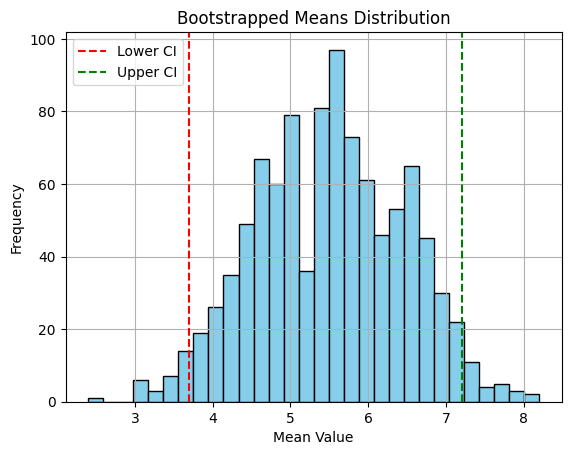 Bootstrapped Means Distribution
Lower CI
Upper CI
100
80
60
40
20
0
Frequency
3 4 5 6 7 8
Mean Value